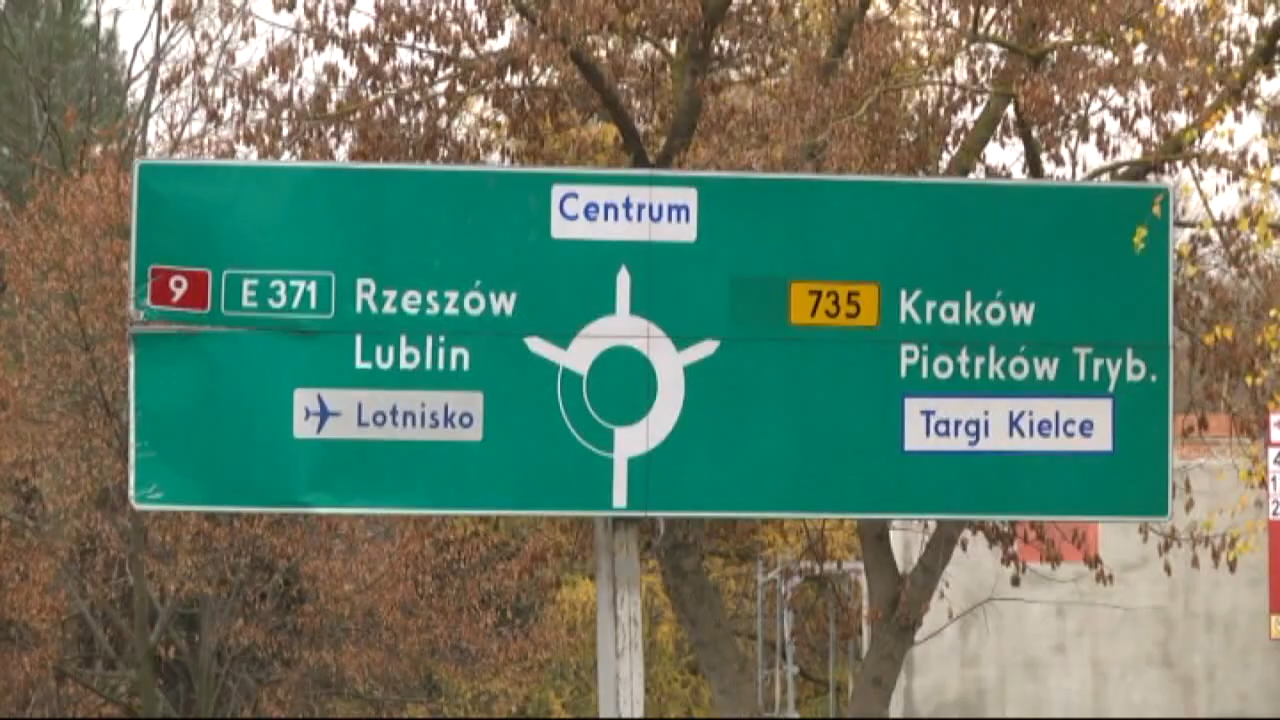 Centrum
9 E 371 Rzeszów
Lublin
Lotnisko
735 Kraków
Piotrków Tryb.
Targi Kielce